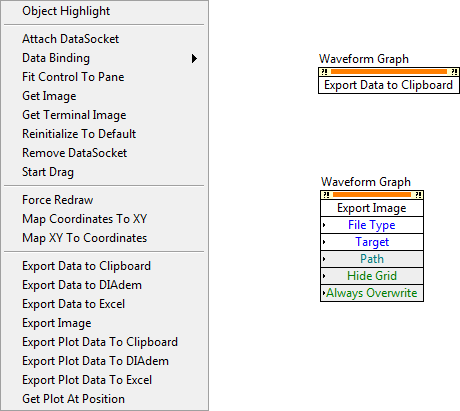 Object Highlight
Attach DataSocket
Data Binding
Fit Control To Pane
Get Image
Get Terminal Image
Reinitialize To Default
Remove DataSocket
Start Drag
Force Redraw
Map Coordinates To XY
Map XY To Coordinates
Export Data to Clipboard
Export Data to DIAdem
Export Data to Excel
Export Image
Export Plot Data To Clipboard
Export Plot Data To DIAdem
Export Plot Data To Excel
Get Plot At Position
Waveform Graph
?! ?!
Export Data to Clipboard
Waveform Graph
?! ?!
Export Image
File Type
Target
Path
Hide Grid
Always Overwrite